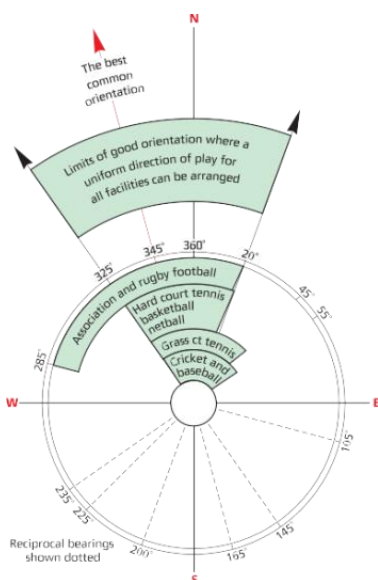 N
The best
common
orientation
Limits of good orientation where a
uniform direction of play for
all facilities can be arranged
325°
345°
360°
20°
Association and rugby football
Hard court tennis
basketball
netball
45°
55°
Grass ct tennis
Cricket and
baseball
285°
W
E
105°
235°
225°
145°
Reciprocal bearings
shown dotted
200°
165°
S